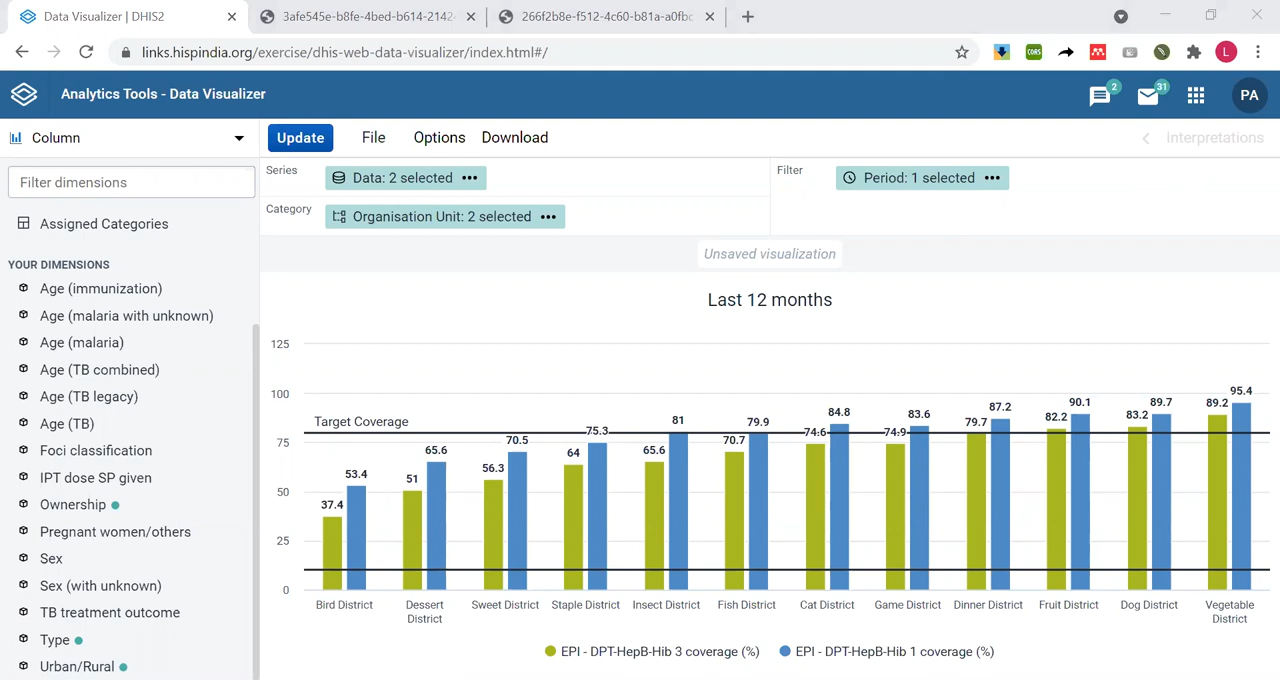 Data Visualizer | DHIS2
3afe545e-b8fe-4bed-b614-2142
266f2b8e-f512-4c60-b81a-a0fbc
links.hispindia.org/exercise/dhis-web-data-visualizer/index.html#/
CORS
L
Analytics Tools - Data Visualizer
2
31
PA
Column
Update
File
Options
Download
Interpretations
Filter dimensions
Assigned Categories
YOUR DIMENSIONS
Age (immunization)
Age (malaria with unknown)
Age (malaria)
Age (TB combined)
Age (TB legacy)
Age (TB)
Foci classification
IPT dose SP given
Ownership
Pregnant women/others
Sex
Sex (with unknown)
TB treatment outcome
Type
Urban/Rural
Series
Data: 2 selected
Filter
Period: 1 selected
Category
Organisation Unit: 2 selected
Unsaved visualization
Last 12 months
125
100
75
50
25
0
Target Coverage
37.4
53.4
51
65.6
56.3
70.5
64
75.3
65.6
81
70.7
79.9
74.6
84.8
74.9
83.6
79.7
87.2
82.2
90.1
83.2
89.7
89.2
95.4
Bird District
Dessert District
Sweet District
Staple District
Insect District
Fish District
Cat District
Game District
Dinner District
Fruit District
Dog District
Vegetable District
EPI - DPT-HepB-Hib 3 coverage (%)
EPI - DPT-HepB-Hib 1 coverage (%)